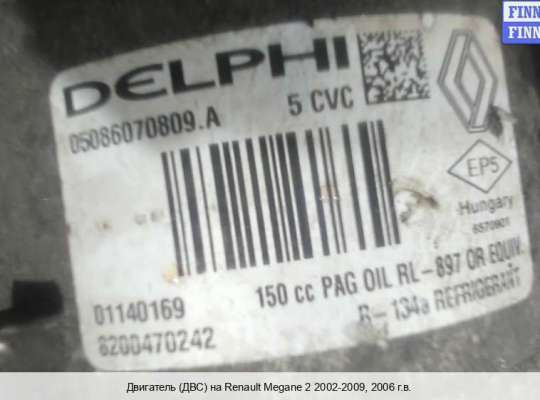 FINN
FINN
DELPHI
05086070809.A
5 CVC
EP5
Hungary
6570901
01140169
8200470242
150 cc PAG OIL RL-897 OR EQUIV.
R-134a REFRIGERANT
Двигатель (ДВС) на Renault Megane 2 2002-2009, 2006 г.в.